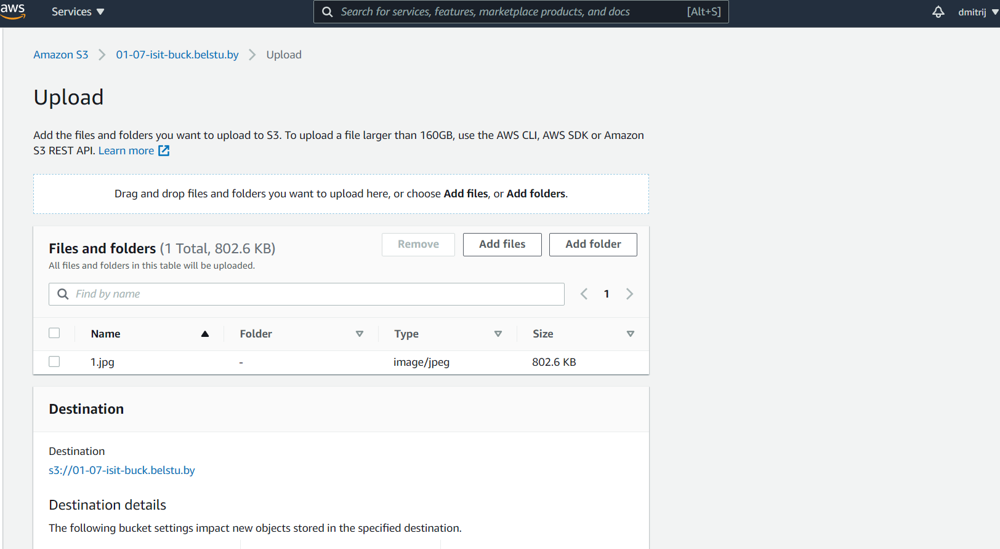 aws Services Search for services, features, marketplace products, and docs [Alt+S] dmitrij
Amazon S3 01-07-isit-buck.belstu.by Upload
Upload
Add the files and folders you want to upload to S3. To upload a file larger than 160GB, use the AWS CLI, AWS SDK or Amazon
S3 REST API. Learn more
Drag and drop files and folders you want to upload here, or choose Add files, or Add folders.
Files and folders (1 Total, 802.6 KB) Remove Add files Add folder
All files and folders in this table will be uploaded.
Find by name 1
Name Folder Type Size
1.jpg - image/jpeg 802.6 KB
Destination
Destination
s3://01-07-isit-buck.belstu.by
Destination details
The following bucket settings impact new objects stored in the specified destination.